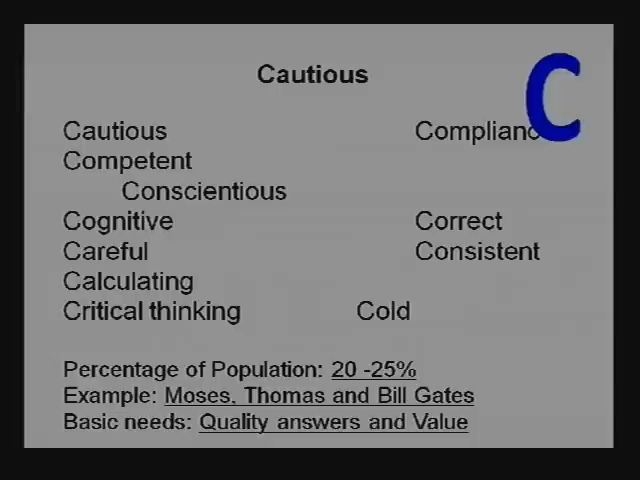 Cautious
C
Cautious Complianc
Competent
Conscientious
Cognitive Correct
Careful Consistent
Calculating
Critical thinking Cold
Percentage of Population: 20 -25%
Example: Moses, Thomas and Bill Gates
Basic needs: Quality answers and Value